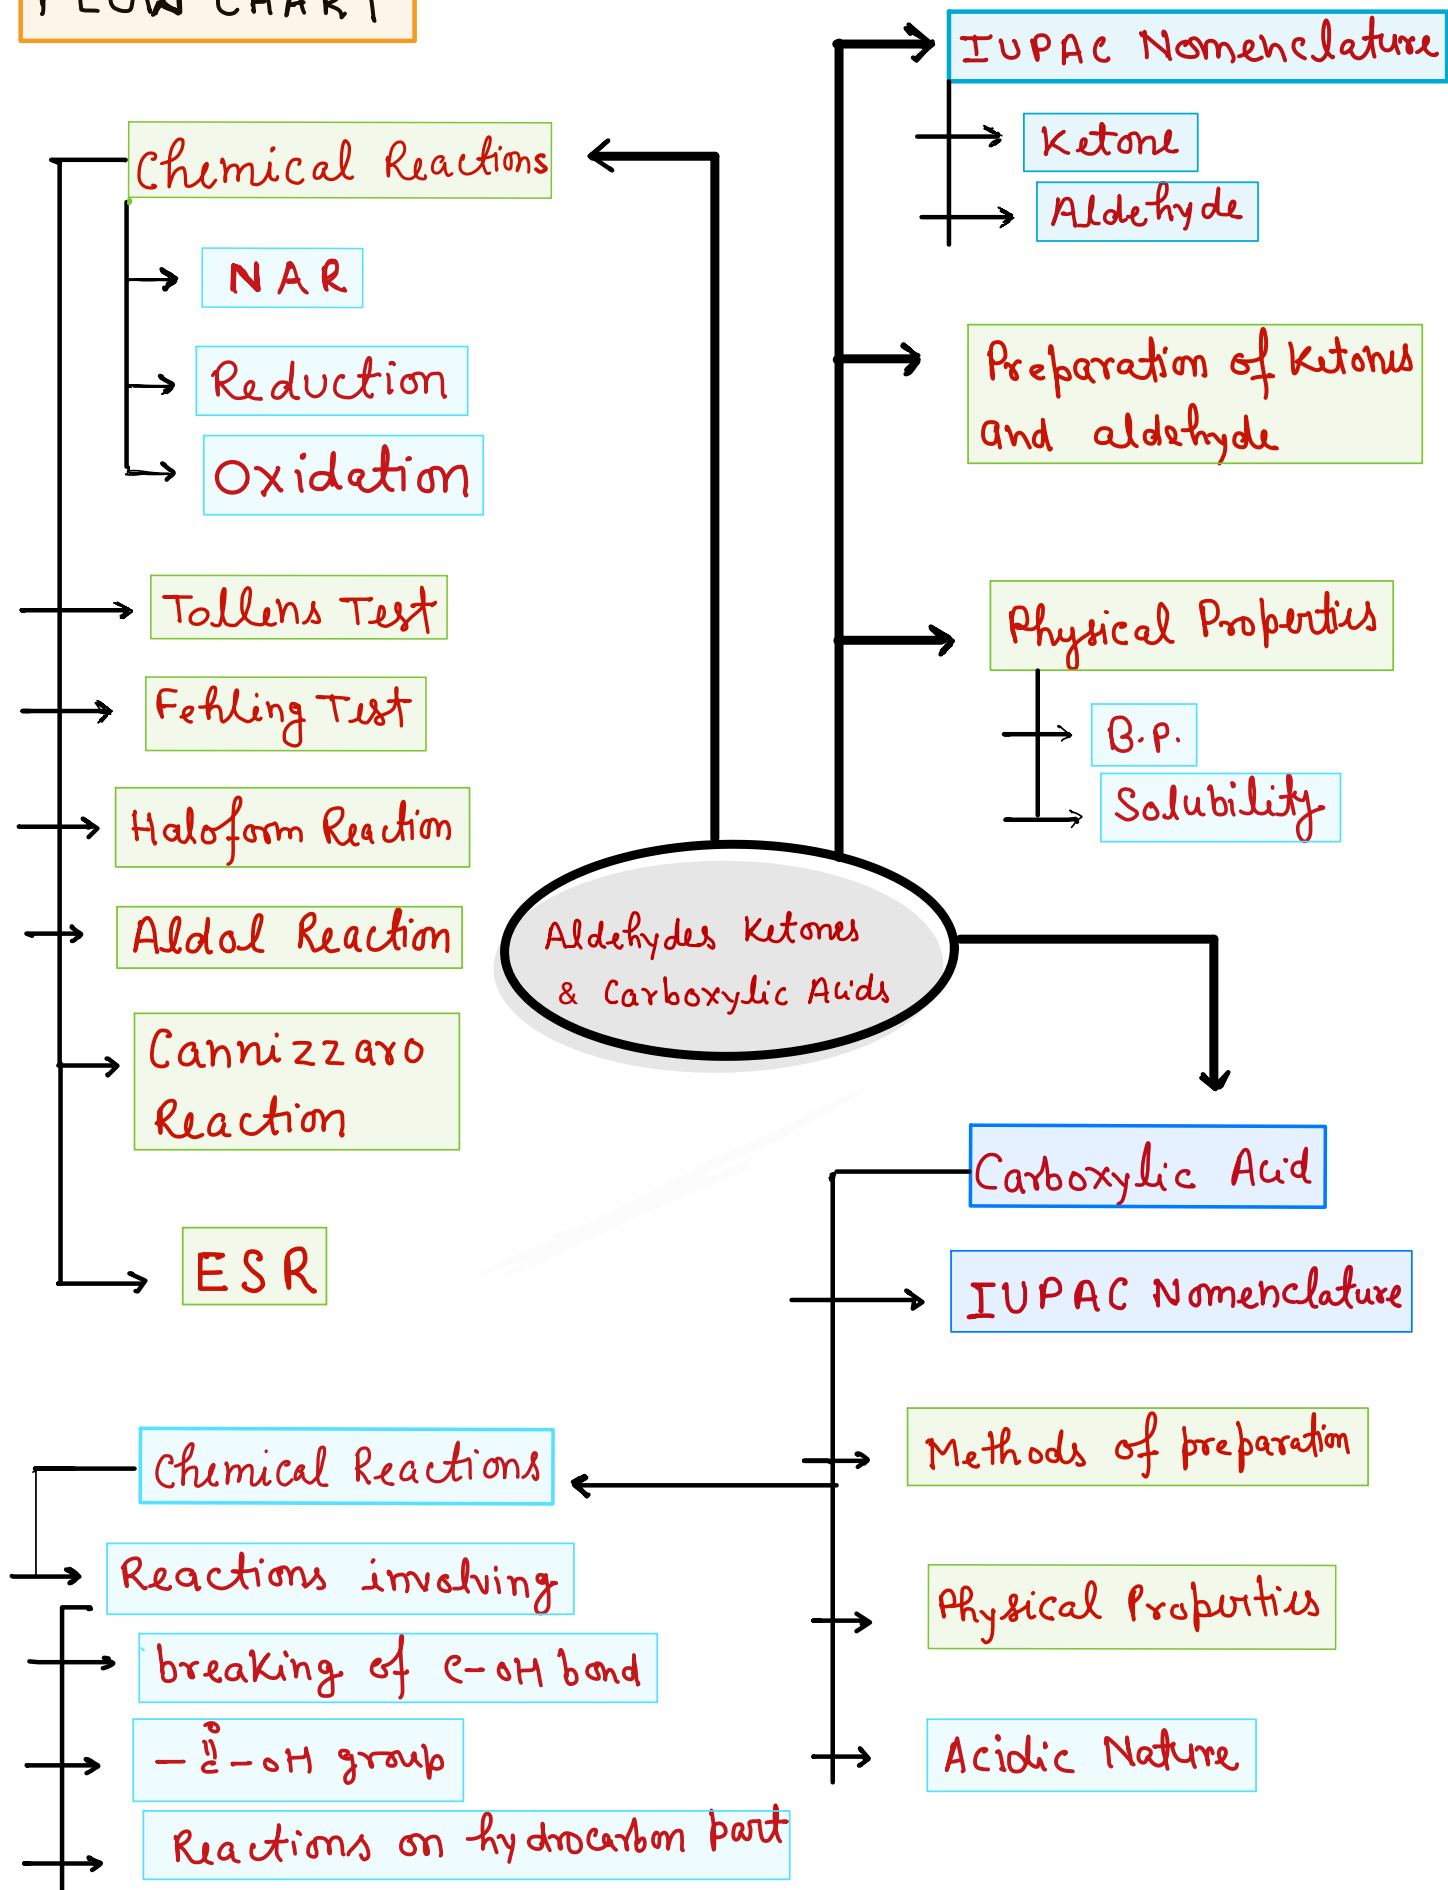 FLOW CHART
IUPAC Nomenclature
Ketone
Aldehyde
Preparation of Ketones
and aldehyde
Physical Properties
B.p.
Solubility
Chemical Reactions
NAR
Reduction
Oxidation
Tollens Test
Fehling Test
Haloform Reaction
Aldol Reaction
Cannizzaro
Reaction
ESR
Aldehydes Ketones
& Carboxylic Acids
Carboxylic Acid
IUPAC Nomenclature
Methods of preparation
Physical Properties
Acidic Nature
Chemical Reactions
Reactions involving
breaking of C-OH bond
O
-C-OH group
Reactions on hydrocarbon part